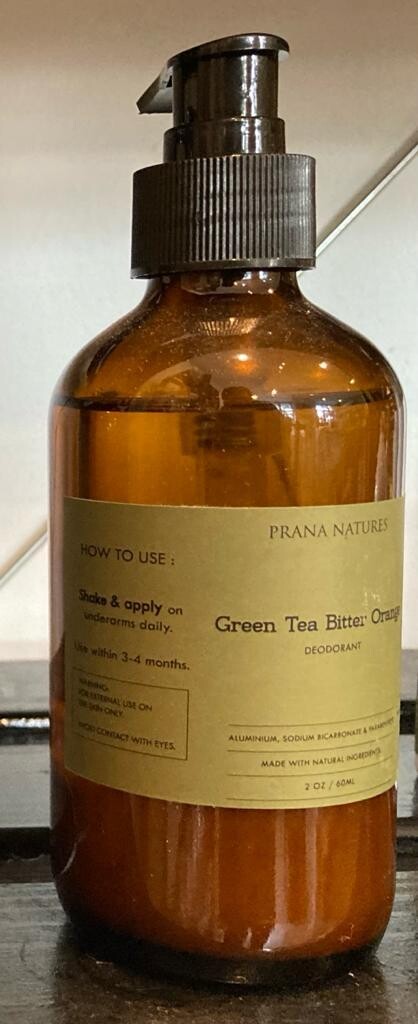 HOW TO USE :
Shake & apply on
underarms daily.
Use within 3-4 months.
WARNING:
FOR EXTERNAL USE ON
THE SKIN ONLY.
AVOID CONTACT WITH EYES.
PRANA NATURES
Green Tea Bitter Orange
DEODORANT
ALUMINIUM, SODIUM BICARBONATE &
MADE WITH NATURAL INGREDIENTS
2 OZ / 60ML